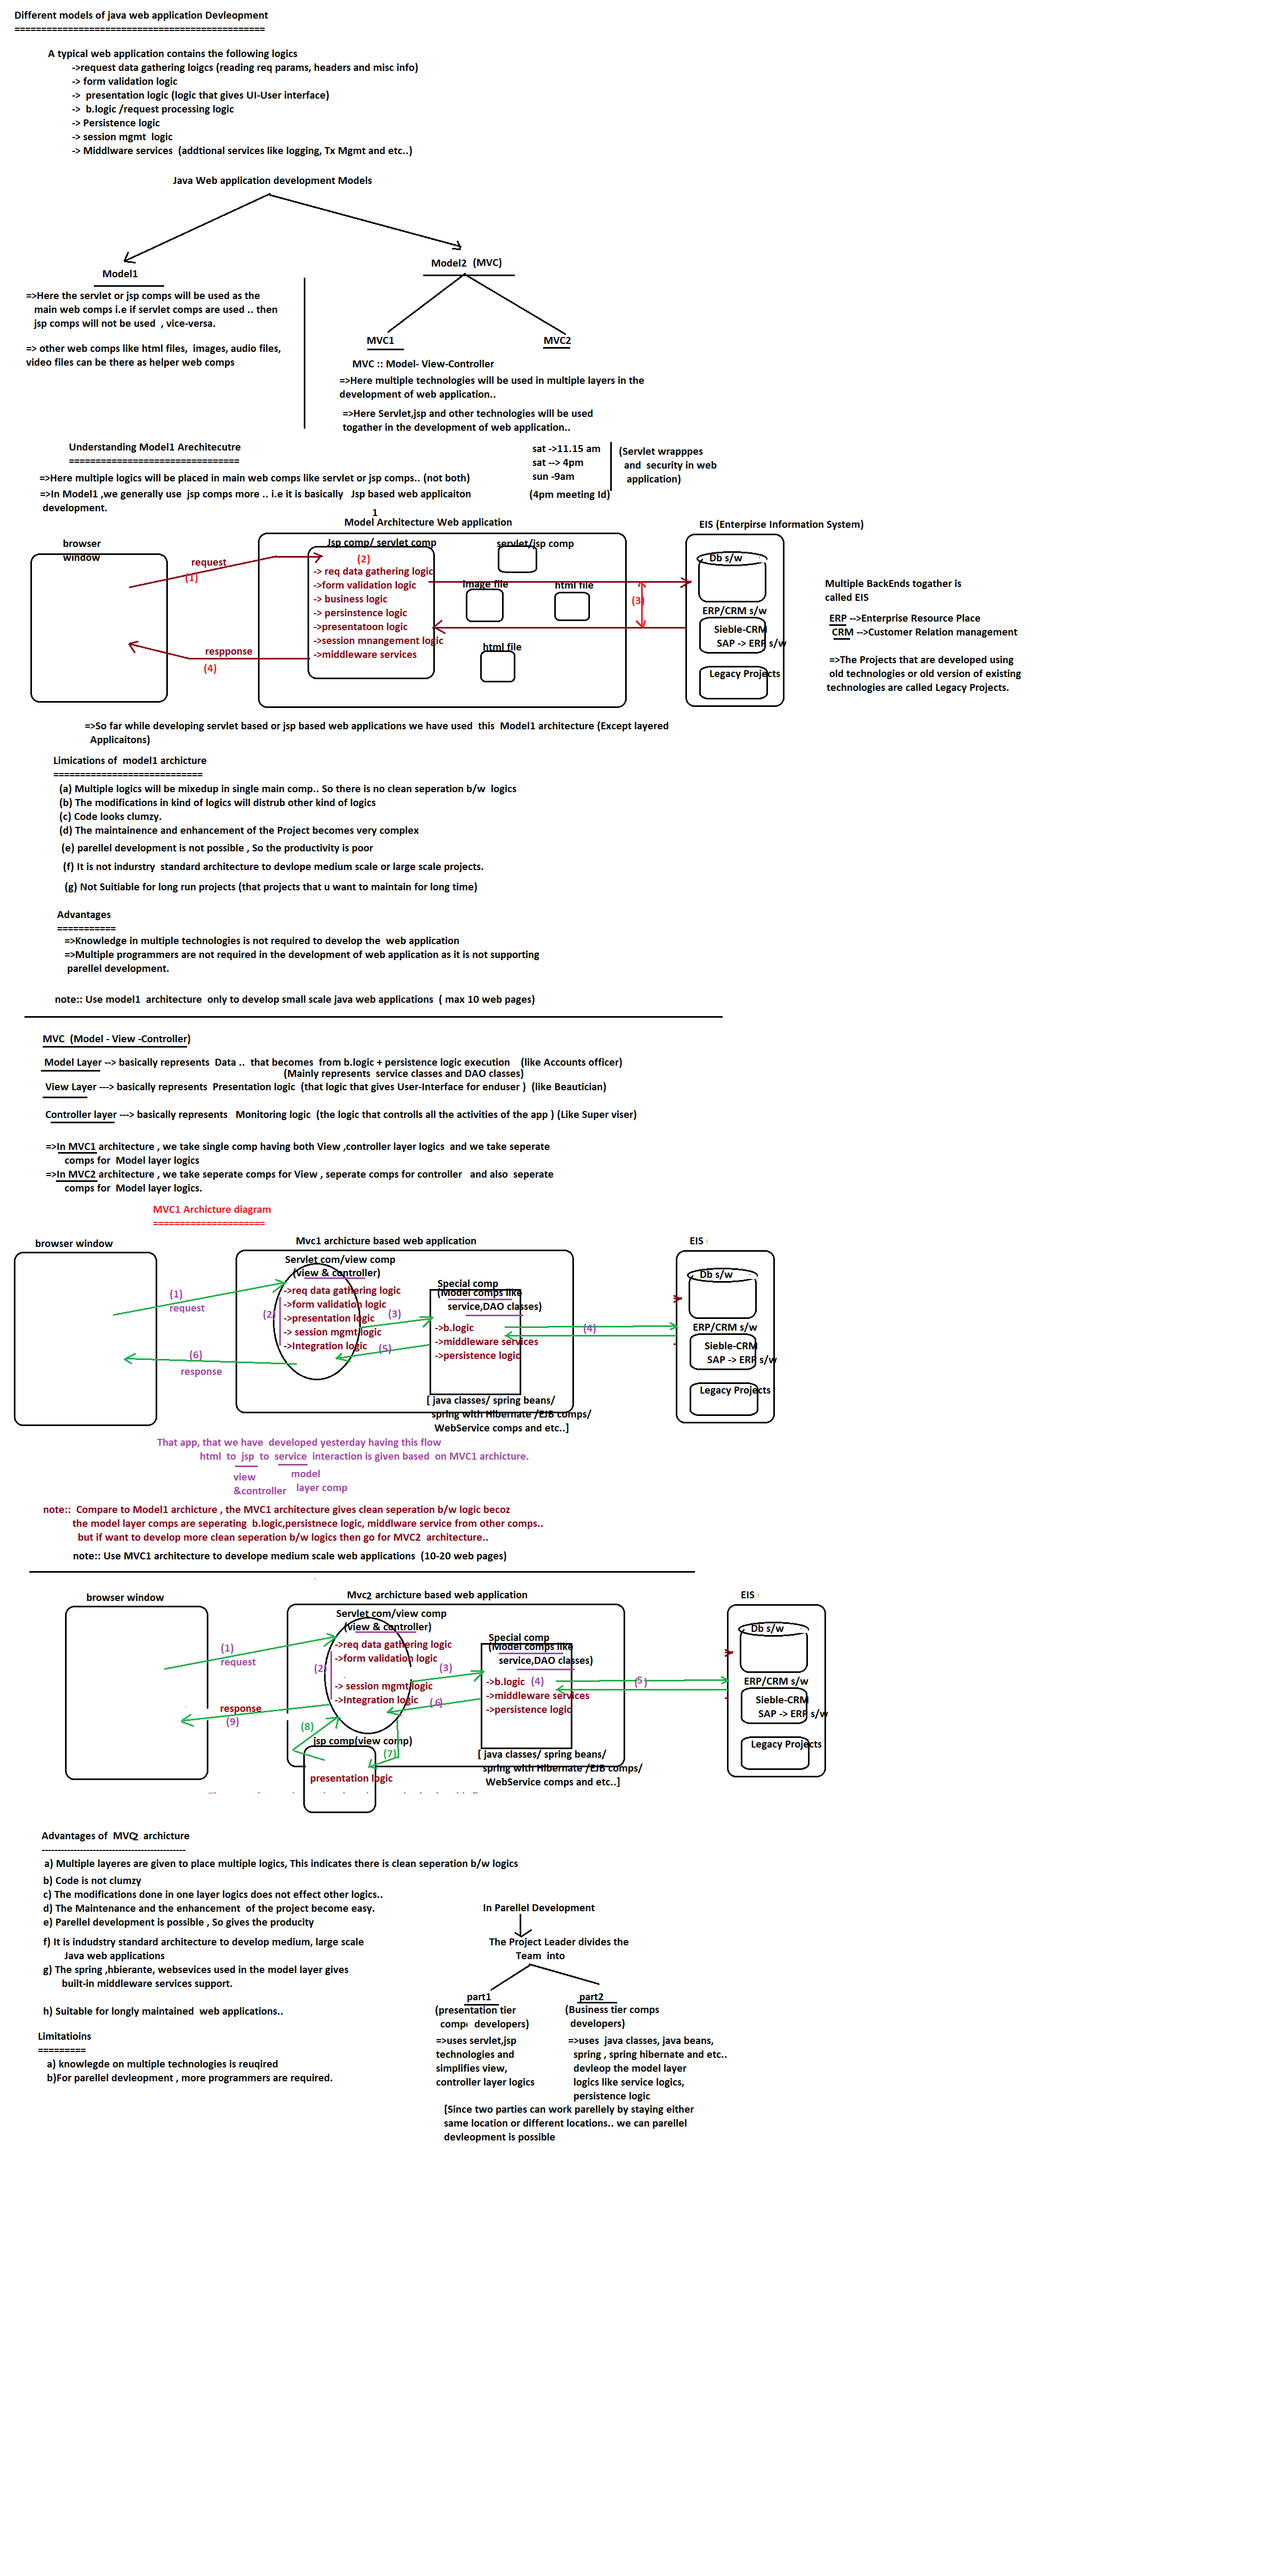 Different models of java web application Devleopment
===============================================
A typical web application contains the following logics
->request data gathering loigcs (reading req params, headers and misc info)
-> form validation logic
-> presentation logic (logic that gives UI-User interface)
-> b.logic /request processing logic
-> Persistence logic
-> session mgmt logic
-> Middlware services (addtional services like logging, Tx Mgmt and etc..)
Java Web application development Models
Model1
Model2 (MVC)
=>Here the servlet or jsp comps will be used as the
main web comps i.e if servlet comps are used .. then
jsp comps will not be used , vice-versa.
=> other web comps like html files, images, audio files,
video files can be there as helper web comps
MVC1
MVC2
MVC :: Model- View-Controller
=>Here multiple technologies will be used in multiple layers in the
development of web application..
=>Here Servlet,jsp and other technologies will be used
togather in the development of web application..
Understanding Model1 Arechitecutre
================================
=>Here multiple logics will be placed in main web comps like servlet or jsp comps.. (not both)
=>In Model1 ,we generally use jsp comps more .. i.e it is basically Jsp based web applicaiton
development.
sat ->11.15 am
sat --> 4pm
sun -9am
(4pm meeting Id)
(Servlet wrapppes
and security in web
application)
1
Model Architecture Web application
EIS (Enterpirse Information System)
browser
window
request
(1)
Jsp comp/ servlet comp
(2)
-> req data gathering logic
->form validation logic
-> business logic
-> persinstence logic
->presentatoon logic
->session mnangement logic
->middleware services
servlet/jsp comp
image file
html file
html file
(3)
respponse
(4)
Db s/w
ERP/CRM s/w
Sieble-CRM
SAP -> ERP s/w
Legacy Projects
Multiple BackEnds togather is
called EIS
ERP -->Enterprise Resource Place
CRM -->Customer Relation management
=>The Projects that are developed using
old technologies or old version of existing
technologies are called Legacy Projects.
=>So far while developing servlet based or jsp based web applications we have used this Model1 architecture (Except layered
Applicaitons)
Limications of model1 archicture
============================
(a) Multiple logics will be mixedup in single main comp.. So there is no clean seperation b/w logics
(b) The modifications in kind of logics will distrub other kind of logics
(c) Code looks clumzy.
(d) The maintainence and enhancement of the Project becomes very complex
(e) parellel development is not possible , So the productivity is poor
(f) It is not indurstry standard architecture to devlope medium scale or large scale projects.
(g) Not Suitiable for long run projects (that projects that u want to maintain for long time)
Advantages
===========
=>Knowledge in multiple technologies is not required to develop the web application
=>Multiple programmers are not required in the development of web application as it is not supporting
parellel development.
note:: Use model1 architecture only to develop small scale java web applications ( max 10 web pages)
MVC (Model - View -Controller)
Model Layer --> basically represents Data .. that becomes from b.logic + persistence logic execution (like Accounts officer)
(Mainly represents service classes and DAO classes)
View Layer ---> basically represents Presentation logic (that logic that gives User-Interface for enduser ) (like Beautician)
Controller layer ---> basically represents Monitoring logic (the logic that controlls all the activities of the app ) (Like Super viser)
=>In MVC1 architecture , we take single comp having both View ,controller layer logics and we take seperate
comps for Model layer logics
=>In MVC2 architecture , we take seperate comps for View , seperate comps for controller and also seperate
comps for Model layer logics.
MVC1 Archicture diagram
=====================
browser window
Mvc1 archicture based web application
EIS
Servlet com/view comp
(view & controller)
->req data gathering logic
->form validation logic
->presentation logic
-> session mgmt logic
->Integration logic
(1)
request
(2)
(3)
(4)
(5)
(6)
response
Special comp
(Model comps like
service,DAO classes)
->b.logic
->middleware services
->persistence logic
[ java classes/ spring beans/
spring with Hibernate /EJB comps/
WebService comps and etc..]
Db s/w
ERP/CRM s/w
Sieble-CRM
SAP -> ERP s/w
Legacy Projects
That app, that we have developed yesterday having this flow
html to jsp to service interaction is given based on MVC1 archicture.
view
&controller
model
layer comp
note:: Compare to Model1 archicture , the MVC1 architecture gives clean seperation b/w logic becoz
the model layer comps are seperating b.logic,persistnece logic, middlware service from other comps..
but if want to develop more clean seperation b/w logics then go for MVC2 architecture..
note:: Use MVC1 architecture to develope medium scale web applications (10-20 web pages)
browser window
Mvc2 archicture based web application
EIS
Servlet com/view comp
(view & controller)
->req data gathering logic
->form validation logic
-> session mgmt logic
->Integration logic
(1)
request
(2)
(3)
Special comp
(Model comps like
service,DAO classes)
->b.logic (4)
->middleware services
->persistence logic
(5)
(6)
response
(9)
(8)
(7)
jsp comp(view comp)
presentation logic
[ java classes/ spring beans/
spring with Hibernate /EJB comps/
WebService comps and etc..]
Db s/w
ERP/CRM s/w
Sieble-CRM
SAP -> ERP s/w
Legacy Projects
Advantages of MVC2 archicture
---------------------------------------------
a) Multiple layeres are given to place multiple logics, This indicates there is clean seperation b/w logics
b) Code is not clumzy
c) The modifications done in one layer logics does not effect other logics..
d) The Maintenance and the enhancement of the project become easy.
e) Parellel development is possible , So gives the producity
f) It is indudstry standard architecture to develop medium, large scale
Java web applications
g) The spring ,hbierante, websevices used in the model layer gives
built-in middleware services support.
h) Suitable for longly maintained web applications..
Limitatioins
=========
a) knowlegde on multiple technologies is reuqired
b)For parellel devleopment , more programmers are required.
In Parellel Development
The Project Leader divides the
Team into
part1
(presentation tier
comp developers)
=>uses servlet,jsp
technologies and
simplifies view,
controller layer logics
part2
(Business tier comps
developers)
=>uses java classes, java beans,
spring , spring hibernate and etc..
devleop the model layer
logics like service logics,
persistence logic
[Since two parties can work parellely by staying either
same location or different locations.. we can parellel
devleopment is possible